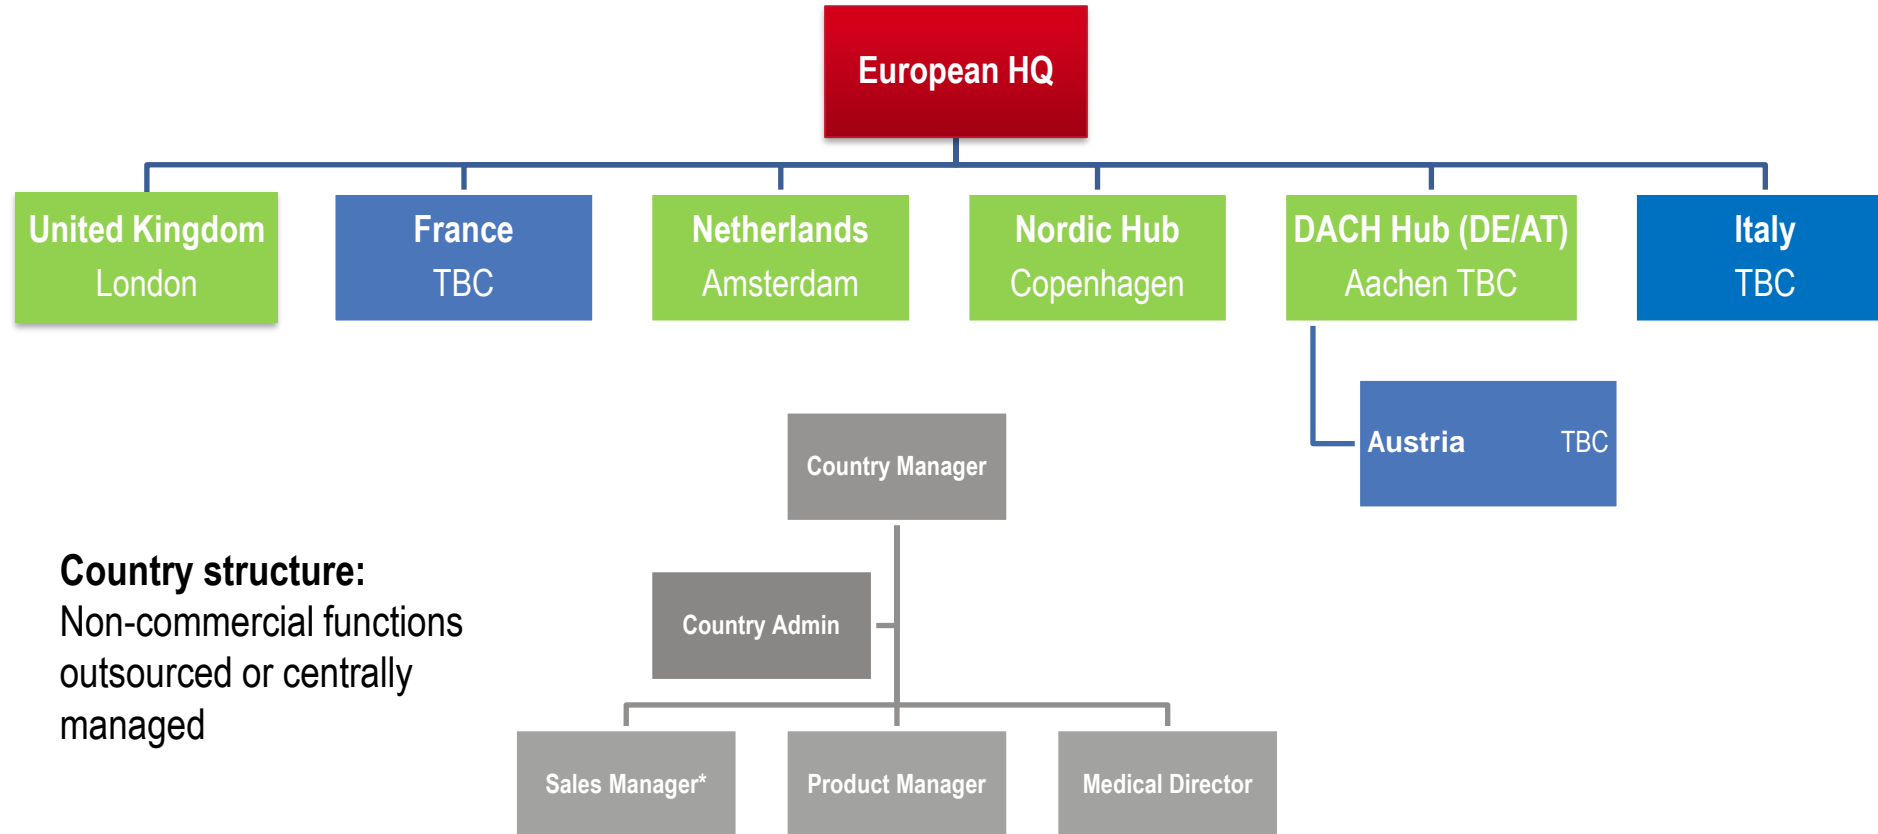 European HQ
United Kingdom
London
France
TBC
Netherlands
Amsterdam
Nordic Hub
Copenhagen
DACH Hub (DE/AT)
Aachen TBC
Italy
TBC
Austria TBC
Country Manager
Country structure:
Non-commercial functions
outsourced or centrally
managed
Country Admin
Sales Manager*
Product Manager
Medical Director